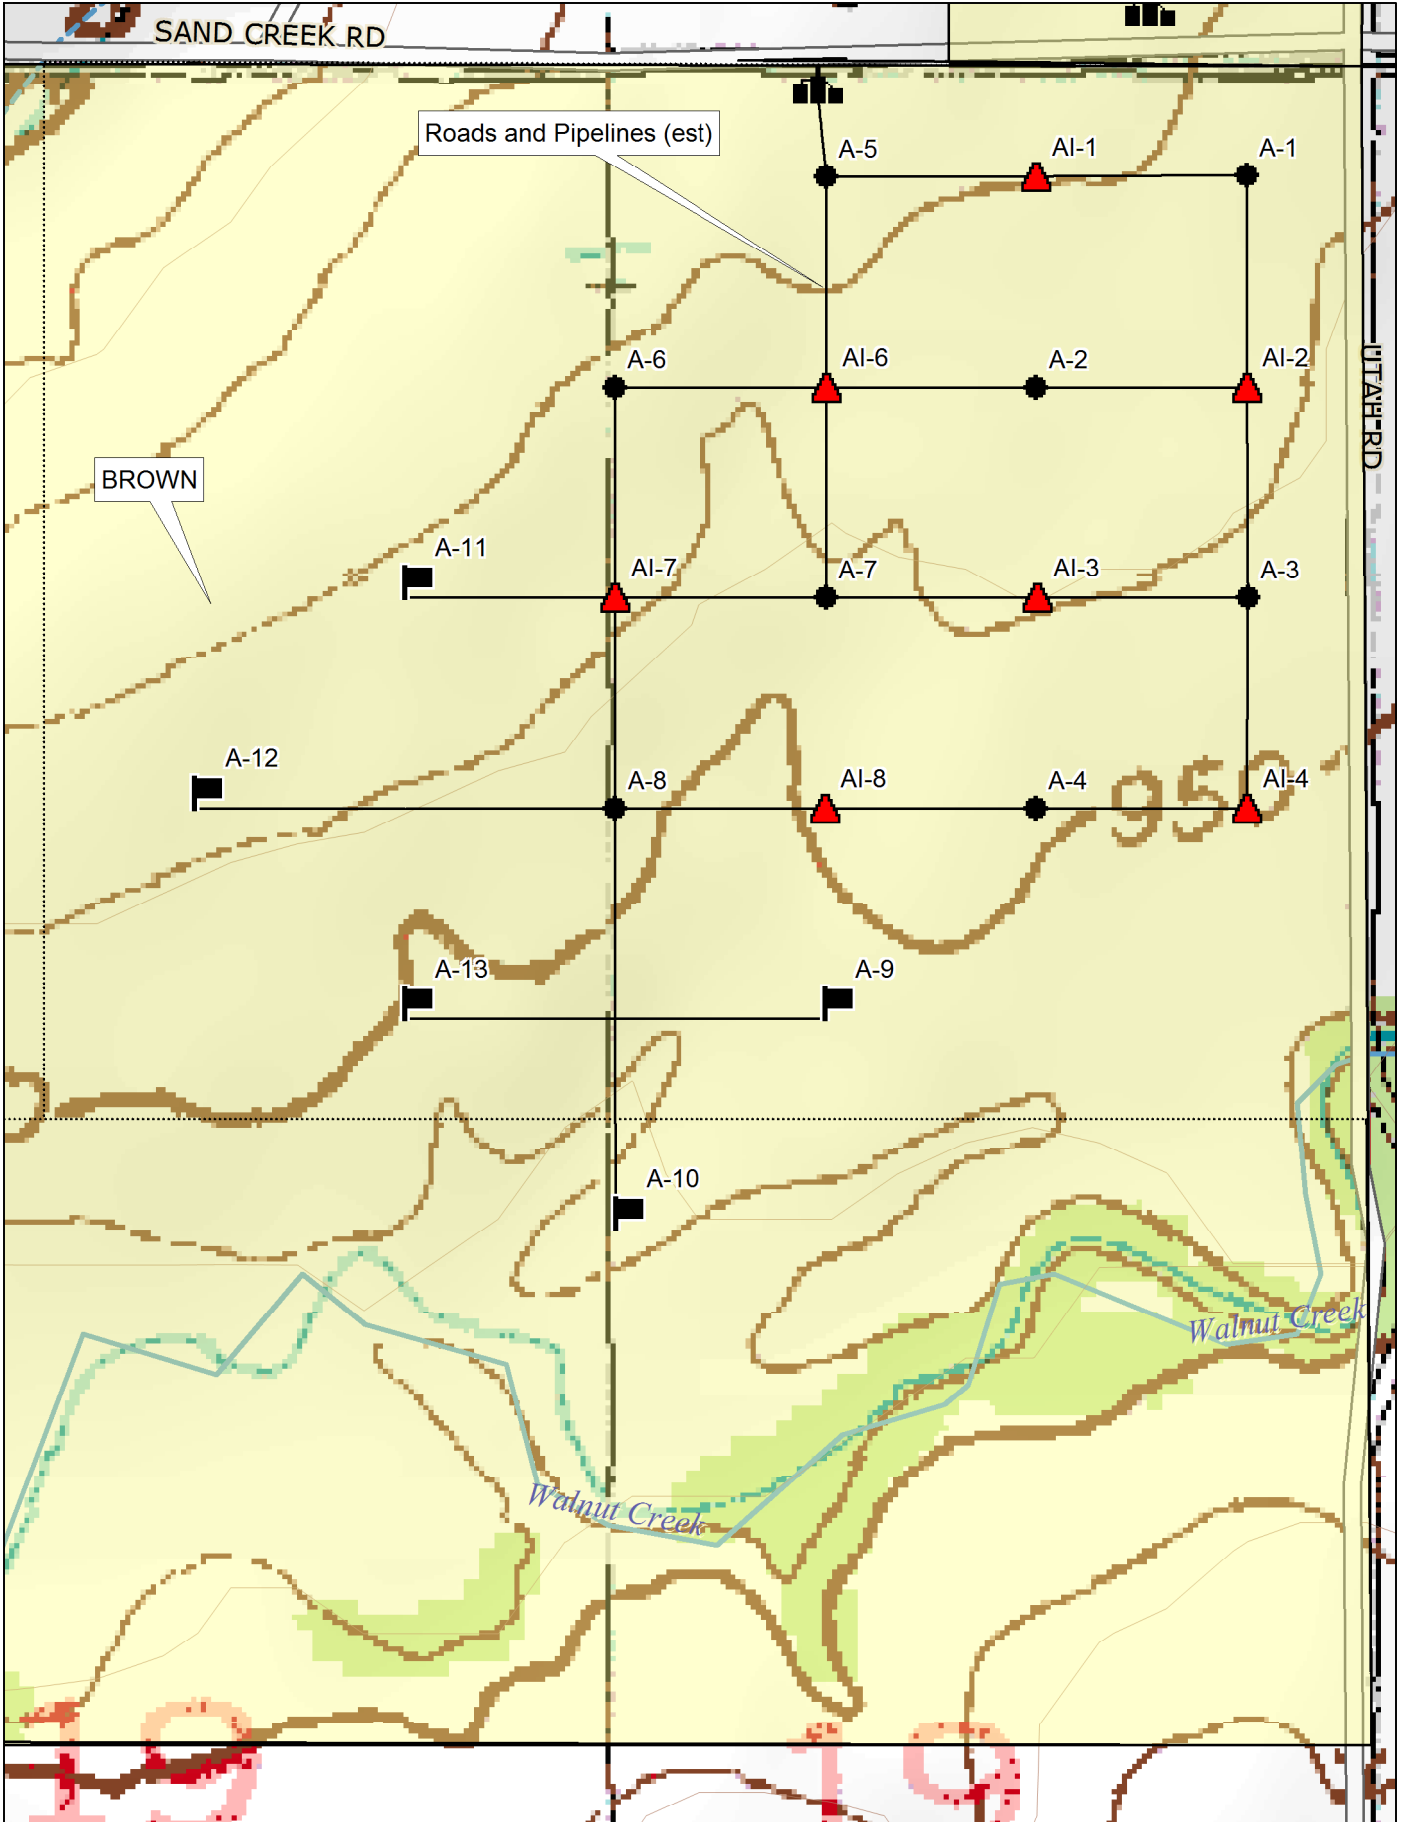 SAND CREEK RD
Roads and Pipelines (est)
A-5
AI-1
A-1
A-6
AI-6
A-2
AI-2
UTAH RD
BROWN
A-11
AI-7
A-7
AI-3
A-3
A-12
A-8
AI-8
A-4
950
AI-4
A-13
A-9
A-10
Walnut Creek
Walnut Creek
19
19